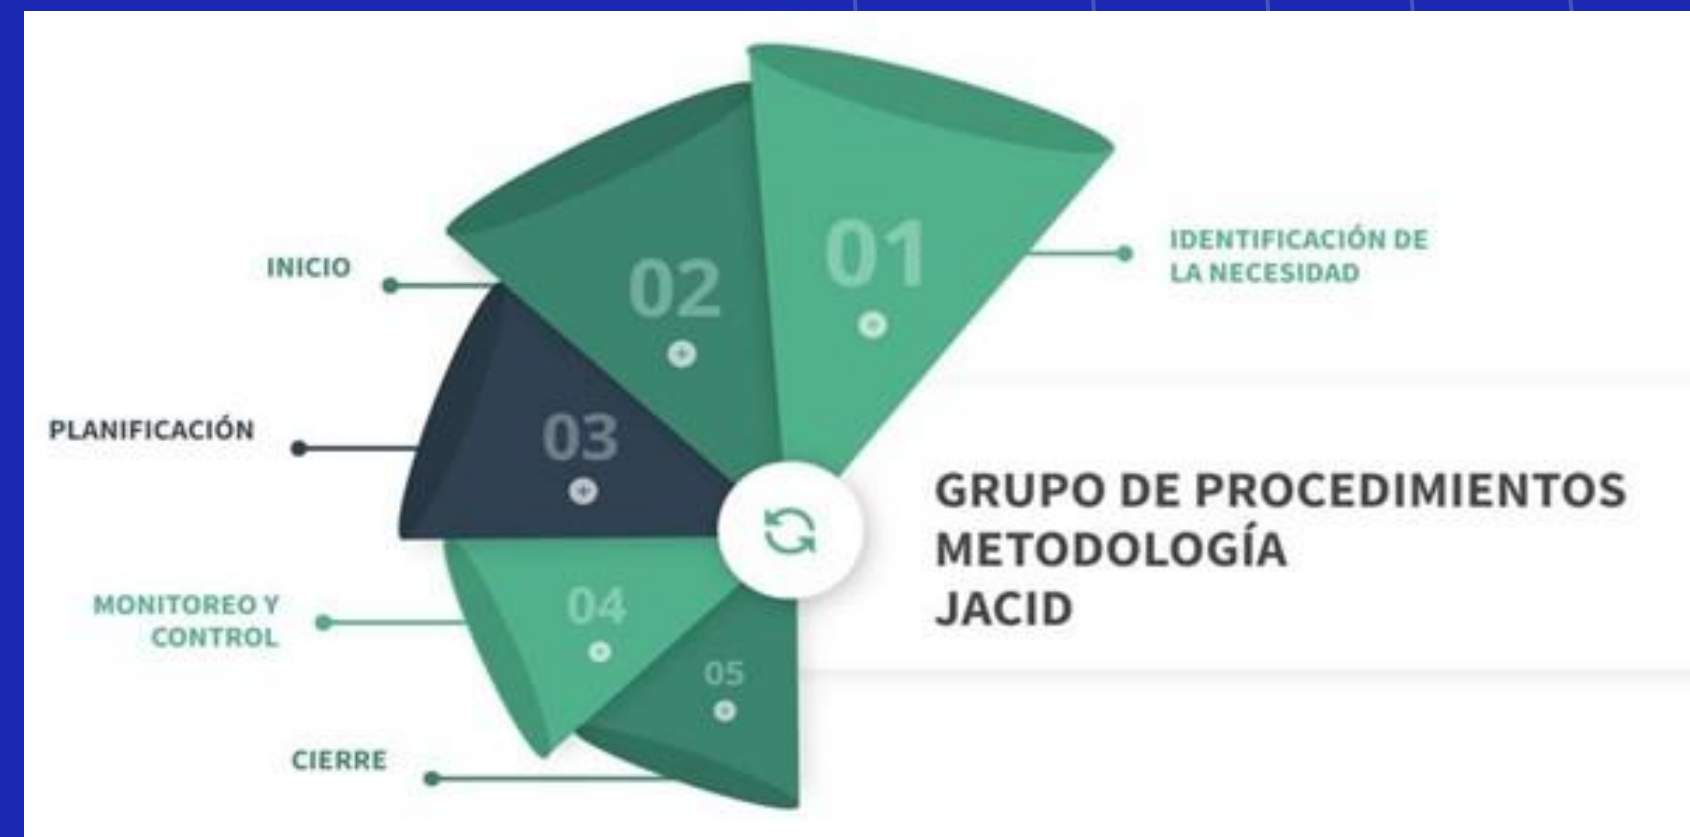 01
IDENTIFICACIÓN DE
LA NECESIDAD
02
INICIO
03
PLANIFICACIÓN
04
MONITOREO Y
CONTROL
05
CIERRE
GRUPO DE PROCEDIMIENTOS
METODOLOGÍA
JACID